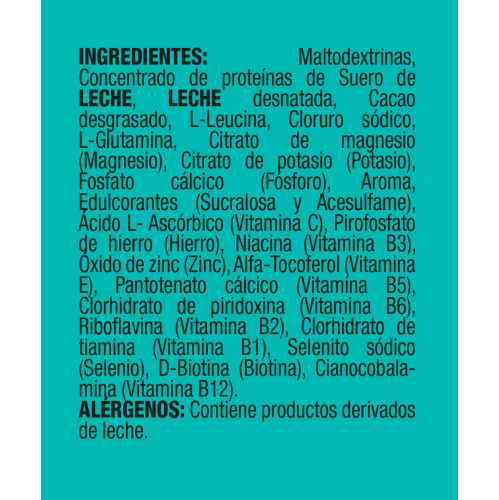 INGREDIENTES: Maltodextrinas,
Concentrado de proteínas de Suero de
LECHE, LECHE desnatada, Cacao
desgrasado, L-Leucina, Cloruro sódico,
L-Glutamina, Citrato de magnesio
(Magnesio), Citrato de potasio (Potasio),
Fosfato cálcico (Fosforo), Aroma,
Edulcorantes (Sucralosa y Acesulfame),
Ácido L- Ascórbico (Vitamina C), Pirofosfato
de hierro (Hierro), Niacina (Vitamina B3),
Óxido de zinc (Zinc), Alfa-Tocoferol (Vitamina
E), Pantotenato cálcico (Vitamina B5),
Clorhidrato de piridoxina (Vitamina B6),
Riboflavina (Vitamina B2), Clorhidrato de
tiamina (Vitamina B1), Selenito sódico
(Selenio), D-Biotina (Biotina), Cianocobala-
mina (Vitamina B12).
ALÉRGENOS: Contiene productos derivados
de leche.